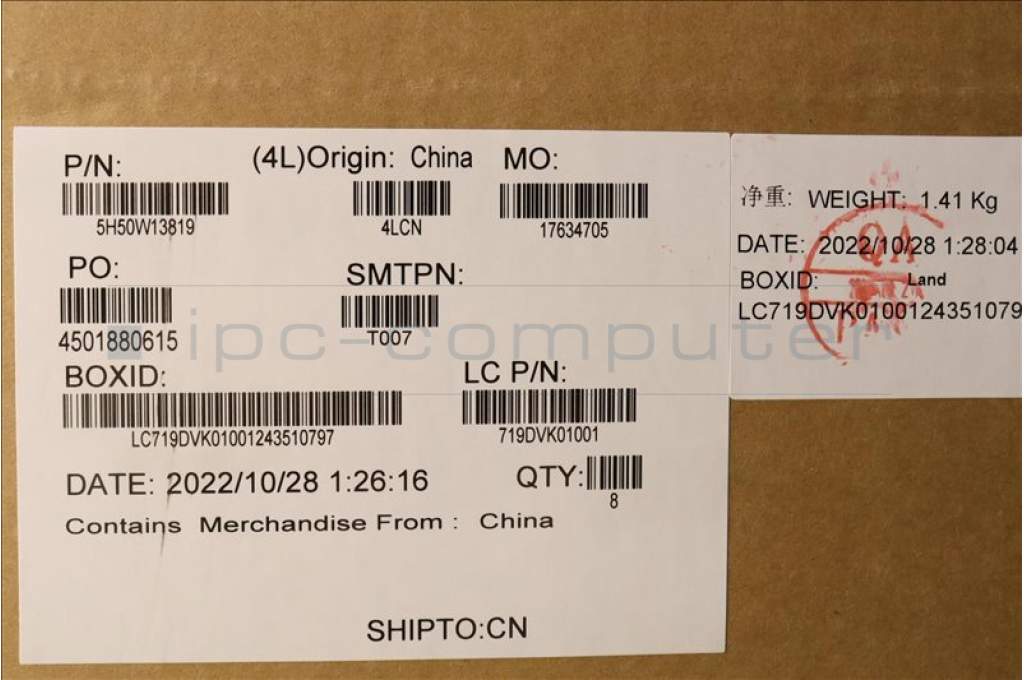 P/N: (4L)Origin: China MO:
5H50W13819 4LCN 17634705
PO: SMTPN:
4501880615 T007
BOXID: LC P/N:
LC719DVK01001243510797 719DVK01001
DATE: 2022/10/28 1:26:16 QTY:
8
Contains Merchandise From : China
SHIPTO:CN
净重: WEIGHT: 1.41 Kg
DATE: 2022/10/28 1:28:04
BOXID: Land
LC719DVK0100124351079
QA
ipc-computer